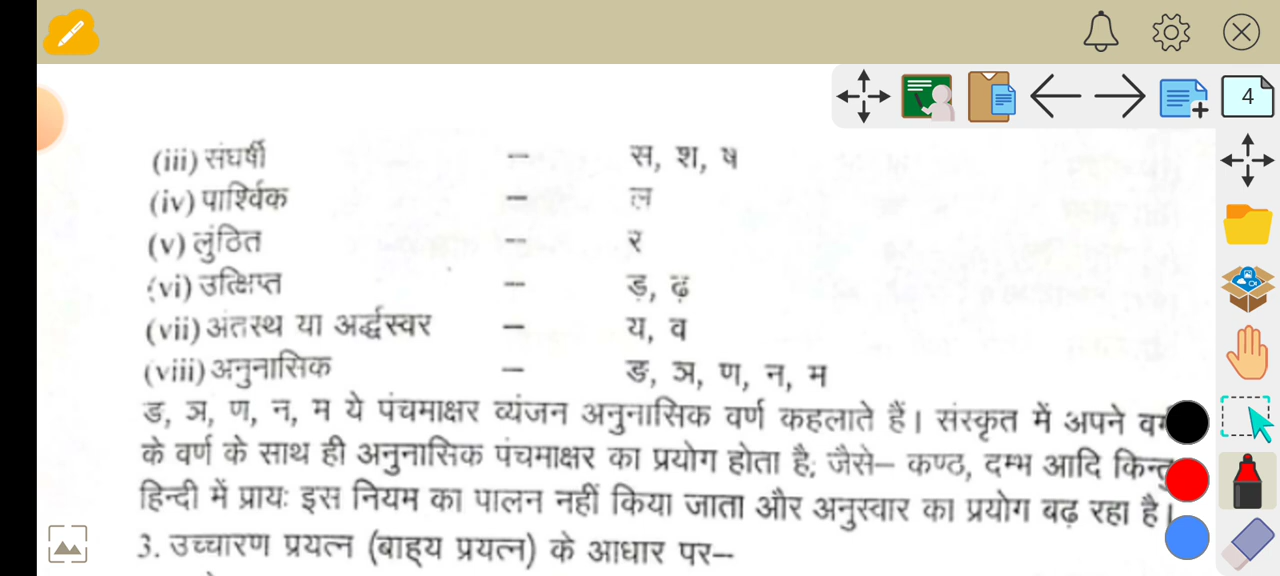 4
(iii) संघर्षी – स, श, ष
(iv) पार्श्विक – ल
(v) लुंठित – र
(vi) उत्क्षिप्त – ड़, ढ़
(vii) अंतस्थ या अर्द्धस्वर – य, व
(viii) अनुनासिक – ङ, ञ, ण, न, म
ङ, ञ, ण, न, म ये पंचमाक्षर व्यंजन अनुनासिक वर्ण कहलाते हैं। संस्कृत में अपने
के वर्ण के साथ ही अनुनासिक पंचमाक्षर का प्रयोग होता है; जैसे– कण्ठ, दम्भ आदि किन्तु
हिन्दी में प्रायः इस नियम का पालन नहीं किया जाता और अनुस्वार का प्रयोग बढ़ रहा है।
3. उच्चारण प्रयत्न (बाह्य प्रयत्न) के आधार पर–